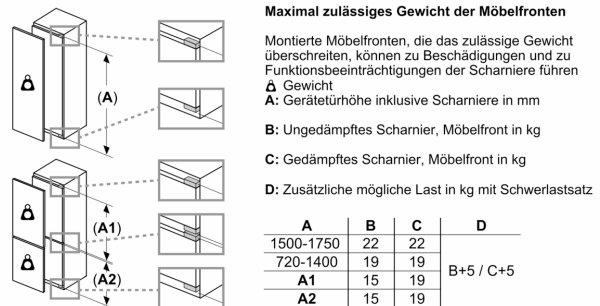 Maximal zulässiges Gewicht der Möbelfronten
Montierte Möbelfronten, die das zulässige Gewicht
überschreiten, können zu Beschädigungen und zu
Funktionsbeeinträchtigungen der Scharniere führen
Gewicht
A: Gerätetürhöhe inklusive Scharniere in mm
B: Ungedämpftes Scharnier, Möbelfront in kg
C: Gedämpftes Scharnier, Möbelfront in kg
D: Zusätzliche mögliche Last in kg mit Schwerlastsatz
(A)
(A1)
(A2)
A B C D
1500-1750 22 22
720-1400 19 19
B+5 / C+5
A1 15 19
A2 15 19